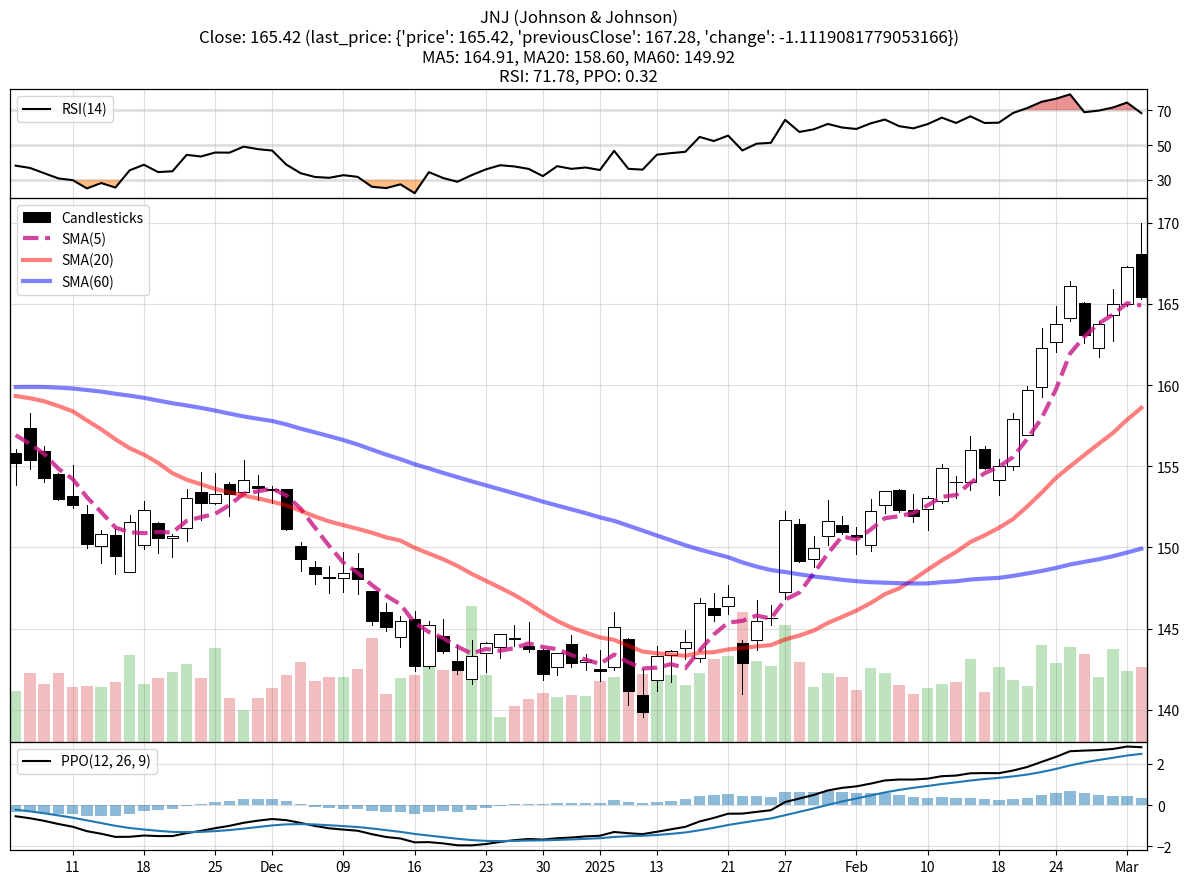 JNJ (Johnson & Johnson)
Close: 165.42 (last_price: {'price': 165.42, 'previousClose': 167.28, 'change': -1.1119081779053166})
MA5: 164.91, MA20: 158.60, MA60: 149.92
RSI: 71.78, PPO: 0.32
RSI(14)
70
50
30
Candlesticks
SMA(5)
SMA(20)
SMA(60)
170
165
160
155
150
145
140
PPO(12, 26, 9)
2
0
−2
11 18 25 Dec 09 16 23 30 2025 13 21 27 Feb 10 18 24 Mar